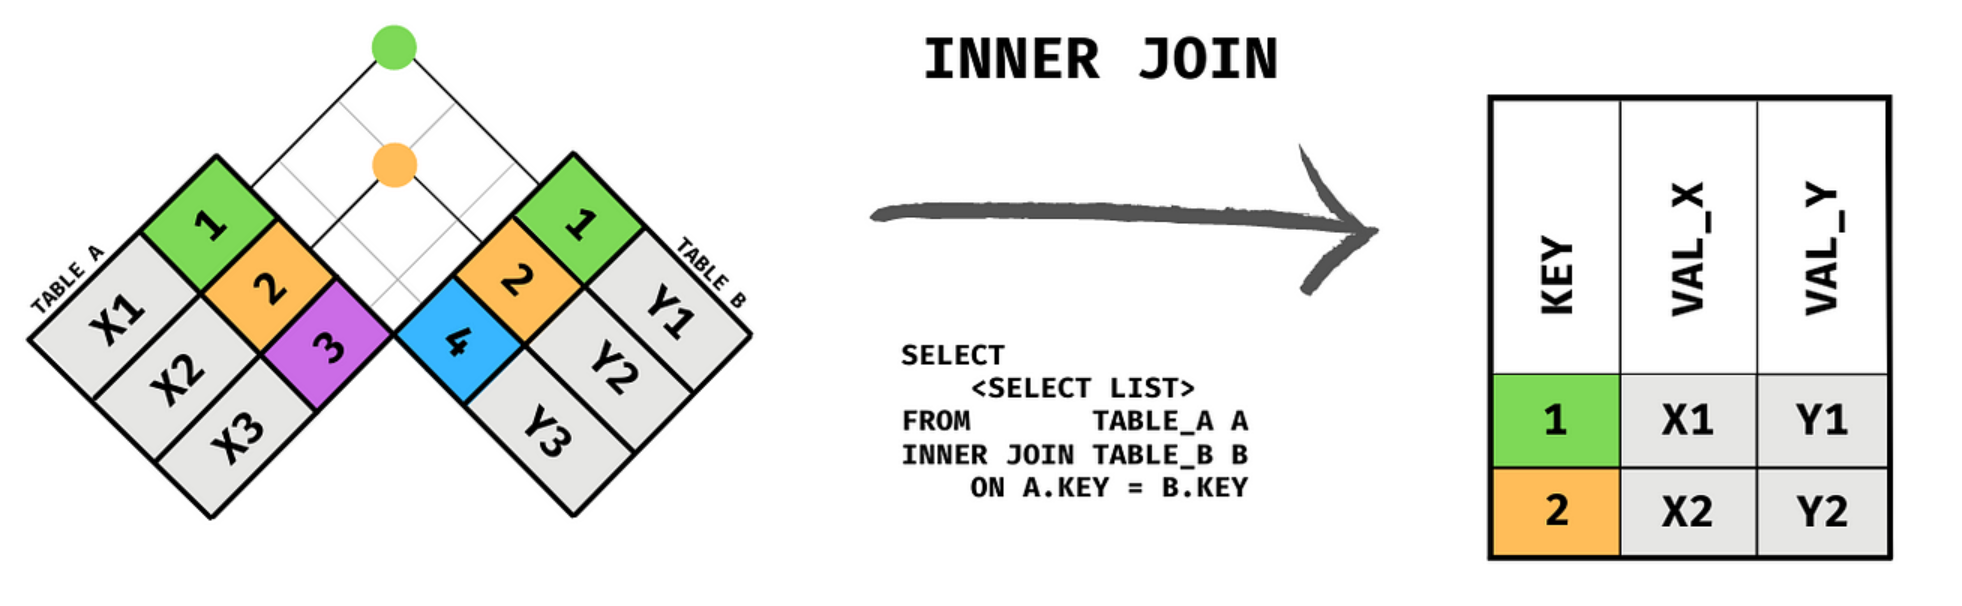 INNER JOIN
TABLE A
1
X1
2
X2
3
X3
TABLE B
1
Y1
2
Y2
4
Y3
SELECT
<SELECT LIST>
FROM TABLE_A A
INNER JOIN TABLE_B B
ON A.KEY = B.KEY
KEY VAL_X VAL_Y
1 X1 Y1
2 X2 Y2